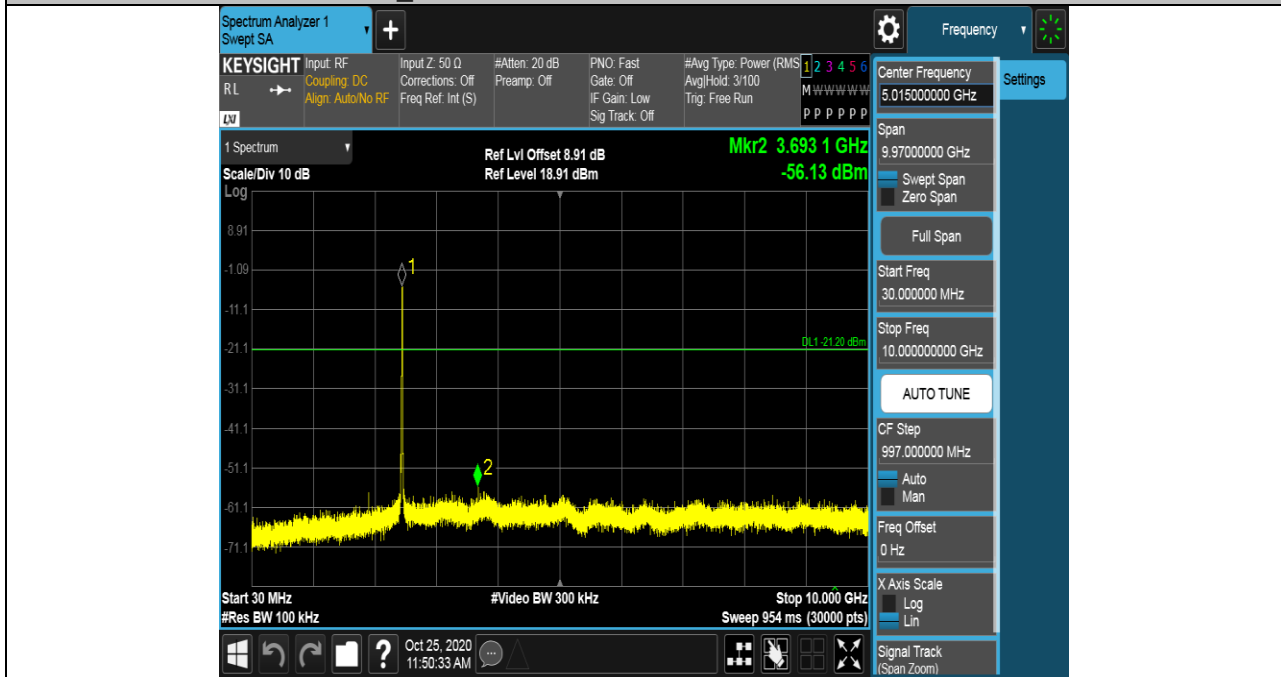 Spectrum Analyzer 1
Swept SA
+
Frequency
KEYSIGHT
RL
LXI
Input: RF
Coupling: DC
Align: Auto/No RF
Input Z: 50 Ω
Corrections: Off
Freq Ref: Int (S)
#Atten: 20 dB
Preamp: Off
PNO: Fast
Gate: Off
IF Gain: Low
Sig Track: Off
#Avg Type: Power (RMS
Avg|Hold: 3/100
Trig: Free Run
1 2 3 4 5 6
M W W W W W
P P P P P P
1 Spectrum
Scale/Div 10 dB
Ref Lvl Offset 8.91 dB
Ref Level 18.91 dBm
Mkr2 3.693 1 GHz
-56.13 dBm
Log
8.91
-1.09
-11.1
-21.1
-31.1
-41.1
-51.1
-61.1
-71.1
1
DL1 -21.20 dBm
2
Start 30 MHz
#Res BW 100 kHz
#Video BW 300 kHz
Stop 10.000 GHz
Sweep 954 ms (30000 pts)
?
Oct 25, 2020
11:50:33 AM
Center Frequency
5.015000000 GHz
Span
9.97000000 GHz
Swept Span
Zero Span
Full Span
Start Freq
30.000000 MHz
Stop Freq
10.000000000 GHz
AUTO TUNE
CF Step
997.000000 MHz
Auto
Man
Freq Offset
0 Hz
X Axis Scale
Log
Lin
Signal Track
(Span Zoom)
Settings